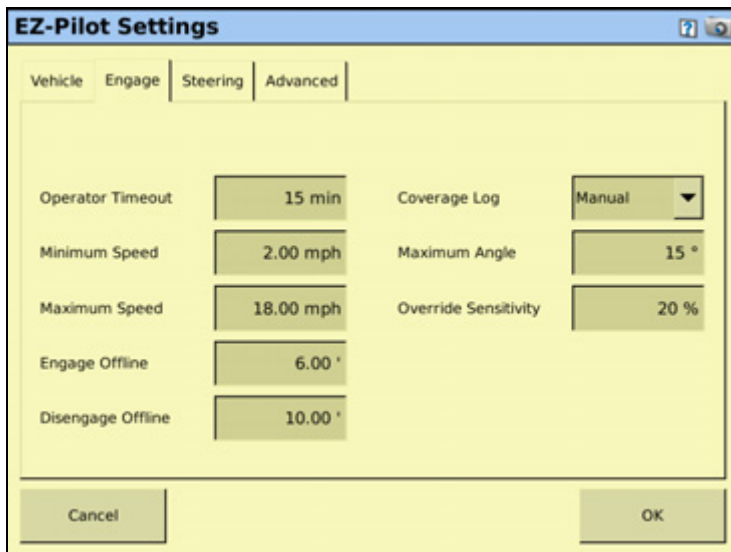 EZ-Pilot Settings
?
Vehicle Engage Steering Advanced
Operator Timeout 15 min Coverage Log Manual
Minimum Speed 2.00 mph Maximum Angle 15 °
Maximum Speed 18.00 mph Override Sensitivity 20 %
Engage Offline 6.00 '
Disengage Offline 10.00 '
Cancel OK